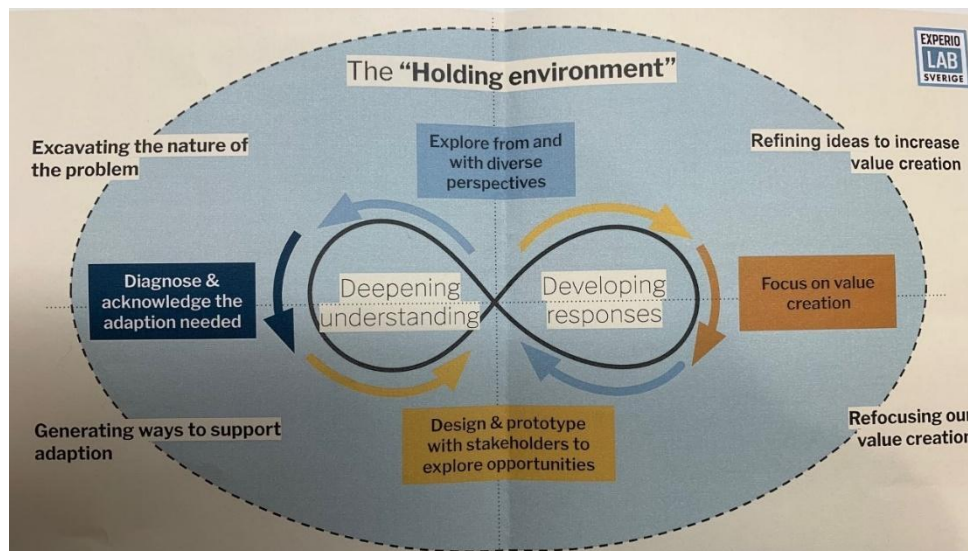 The “Holding environment”
EXPERIO
LAB
SVERIGE
Excavating the nature of
the problem
Explore from and
with diverse
perspectives
Refining ideas to increase
value creation
Diagnose &
acknowledge the
adaption needed
Deepening
understanding
Developing
responses
Focus on value
creation
Generating ways to support
adaption
Design & prototype
with stakeholders to
explore opportunities
Refocusing our
value creation